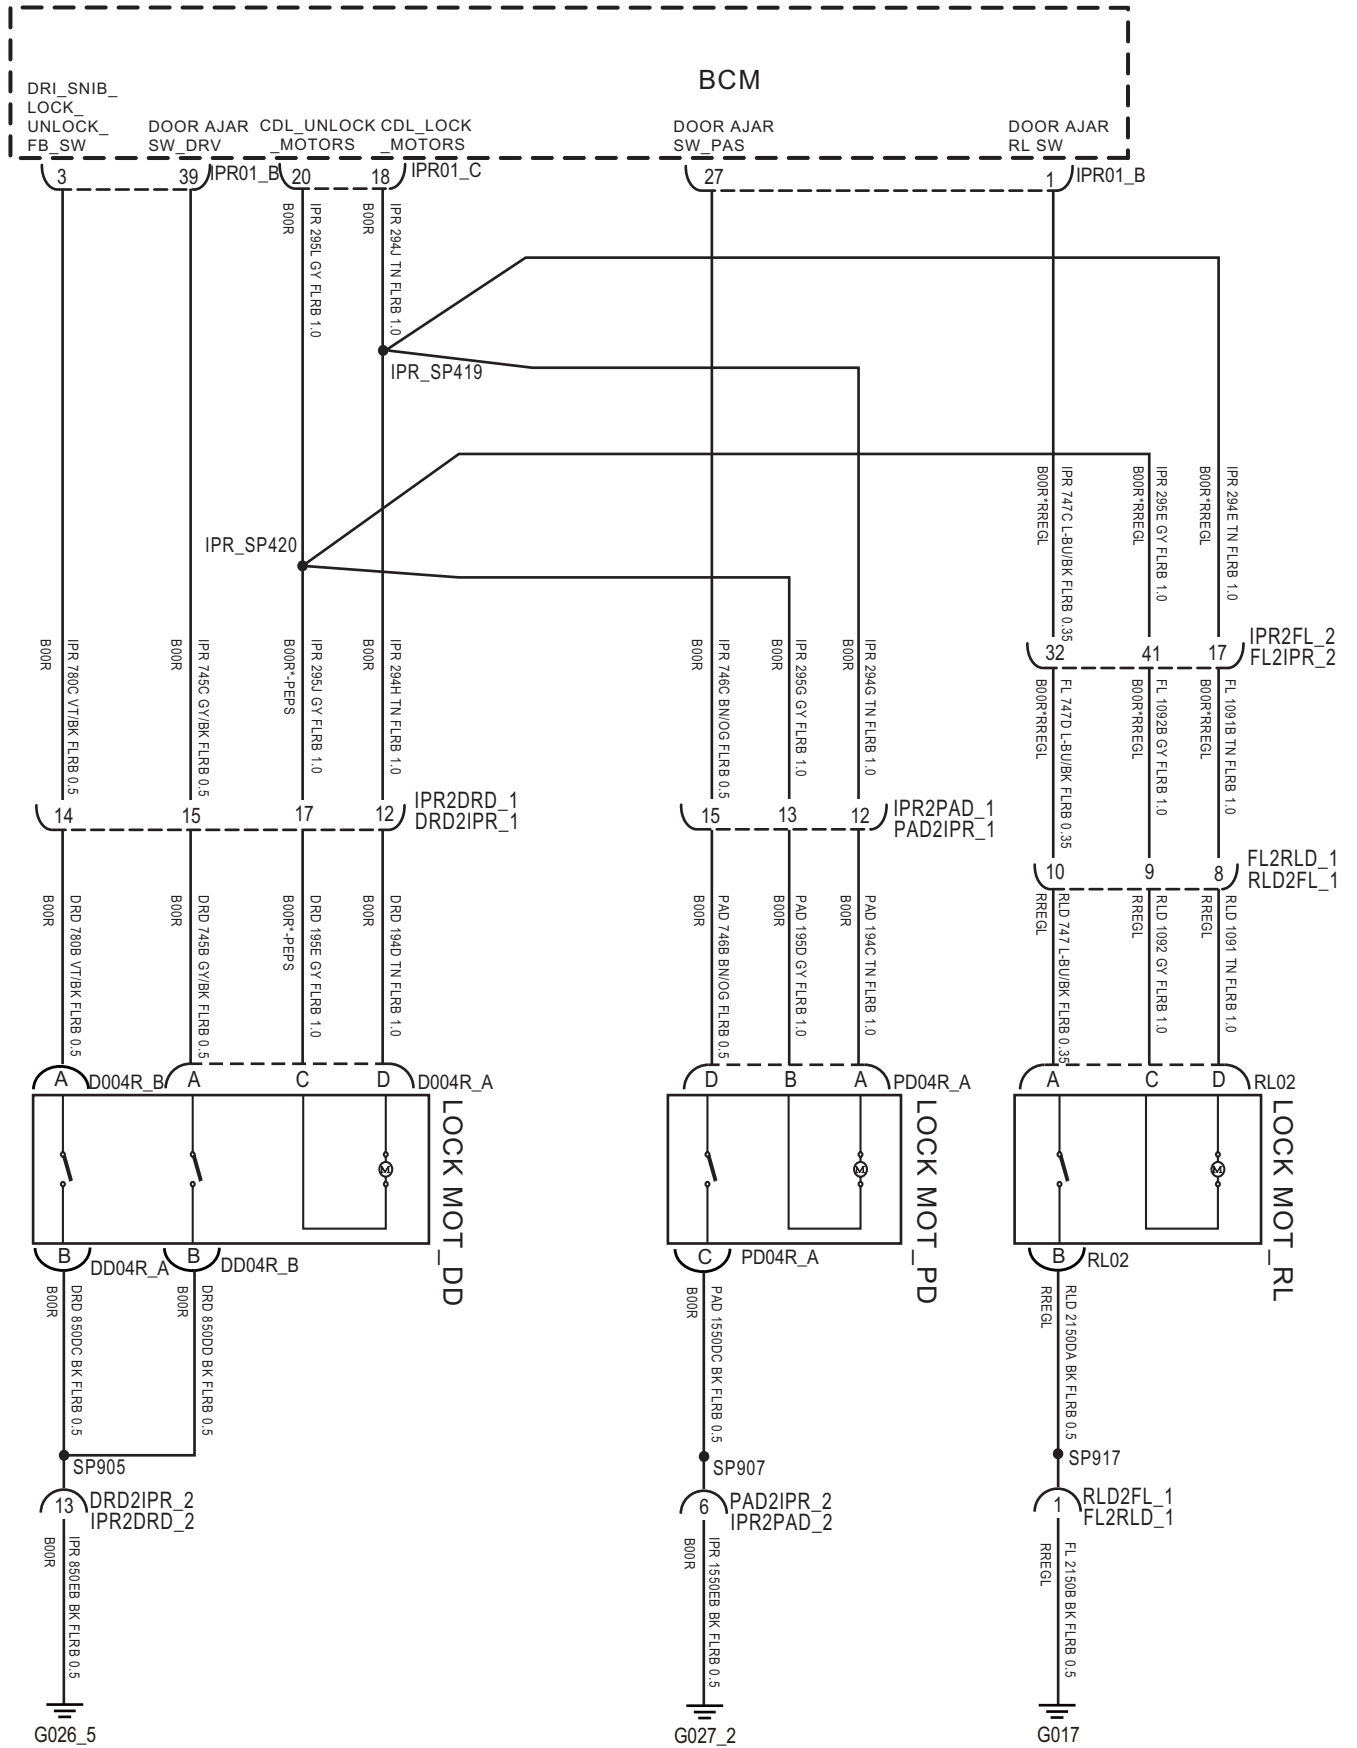 BCM
DRI_SNIB_
LOCK_
UNLOCK_
FB_SW
DOOR AJAR
SW_DRV
CDL_UNLOCK
_MOTORS
CDL_LOCK
_MOTORS
DOOR AJAR
SW_PAS
DOOR AJAR
RL SW
3
39
IPR01_B
20
18
IPR01_C
27
1
IPR01_B
B00R
IPR 295L GY FLRB 1.0
B00R
IPR 294J TN FLRB 1.0
IPR_SP419
IPR_SP420
B00R*RREGL
IPR 747C L-BU/BK FLRB 0.35
B00R*RREGL
IPR 295E GY FLRB 1.0
B00R*RREGL
IPR 294E TN FLRB 1.0
32
41
17
IPR2FL_2
FL2IPR_2
B00R
IPR 780C VT/BK FLRB 0.5
B00R
IPR 745C GY/BK FLRB 0.5
B00R*-PEPS
IPR 295J GY FLRB 1.0
B00R
IPR 294H TN FLRB 1.0
B00R
IPR 746C BN/OG FLRB 0.5
B00R
IPR 295G GY FLRB 1.0
B00R
IPR 294G TN FLRB 1.0
B00R*RREGL
FL 747D L-BU/BK FLRB 0.35
B00R*RREGL
FL 1092B GY FLRB 1.0
B00R*RREGL
FL 1091B TN FLRB 1.0
14
15
17
12
IPR2DRD_1
DRD2IPR_1
15
13
12
IPR2PAD_1
PAD2IPR_1
10
9
8
FL2RLD_1
RLD2FL_1
B00R
DRD 780B VT/BK FLRB 0.5
B00R
DRD 745B GY/BK FLRB 0.5
B00R*-PEPS
DRD 195E GY FLRB 1.0
B00R
DRD 194D TN FLRB 1.0
B00R
PAD 746B BN/OG FLRB 0.5
B00R
PAD 195D GY FLRB 1.0
B00R
PAD 194C TN FLRB 1.0
RREGL
RLD 747 L-BU/BK FLRB 0.35
RREGL
RLD 1092 GY FLRB 1.0
RREGL
RLD 1091 TN FLRB 1.0
A
D004R_B
A
C
D
D004R_A
D
B
A
PD04R_A
A
C
D
RL02
M
LOCK MOT_DD
M
LOCK MOT_PD
M
LOCK MOT_RL
B
DD04R_A
B
DD04R_B
C
PD04R_A
B
RL02
B00R
DRD 850DC BK FLRB 0.5
B00R
DRD 850DD BK FLRB 0.5
B00R
PAD 1550DC BK FLRB 0.5
RREGL
RLD 2150DA BK FLRB 0.5
SP905
SP907
SP917
13
DRD2IPR_2
IPR2DRD_2
6
PAD2IPR_2
IPR2PAD_2
1
RLD2FL_1
FL2RLD_1
B00R
IPR 850EB BK FLRB 0.5
B00R
IPR 1550EB BK FLRB 0.5
RREGL
FL 2150B BK FLRB 0.5
G026_5
G027_2
G017